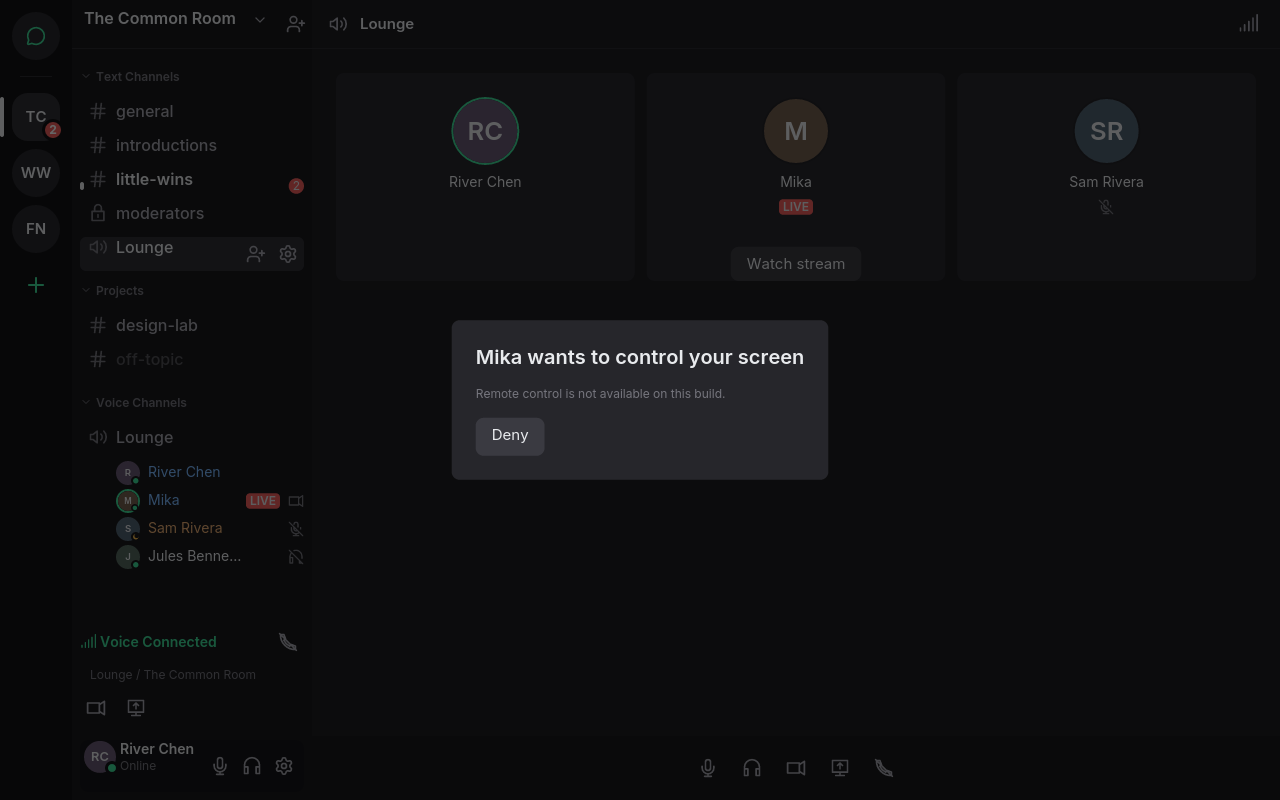 TC
2
WW
FN
The Common Room
Text Channels
general
introductions
little-wins
2
moderators
Lounge
Projects
design-lab
off-topic
Voice Channels
Lounge
R
River Chen
M
Mika
LIVE
S
Sam Rivera
J
Jules Benne...
Voice Connected
Lounge / The Common Room
RC
River Chen
Online
Lounge
RC
River Chen
M
Mika
LIVE
Watch stream
SR
Sam Rivera
Mika wants to control your screen
Remote control is not available on this build.
Deny